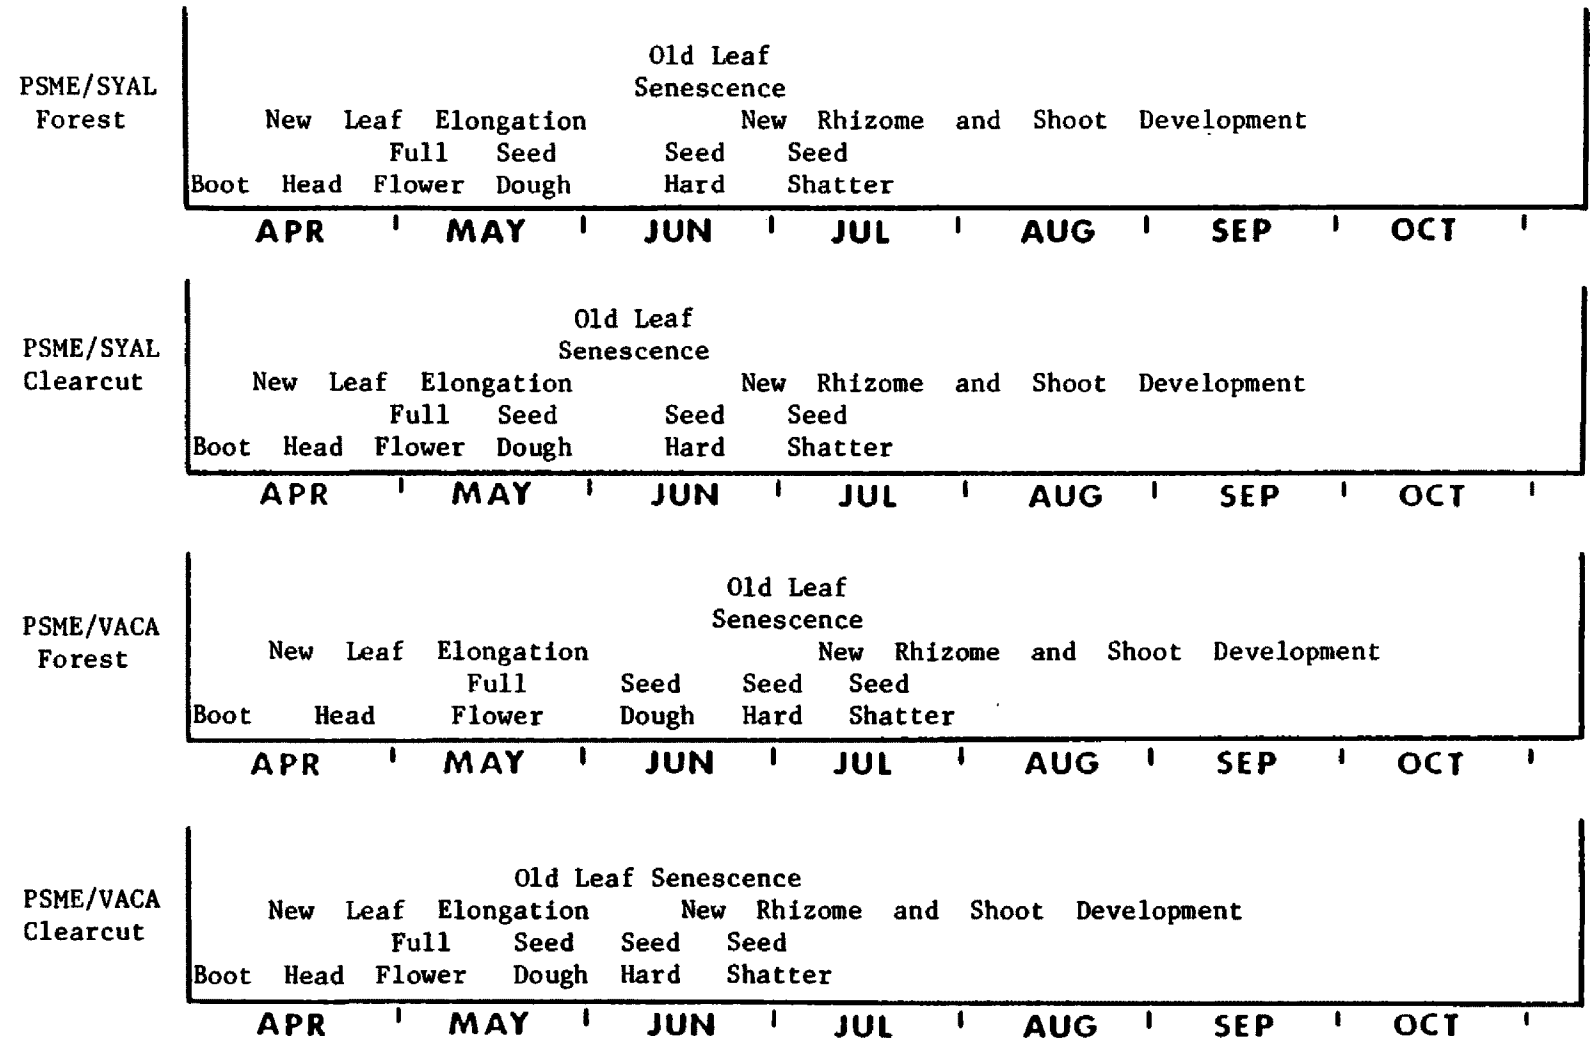 Old Leaf
PSME/SYAL Senescence
Forest New Leaf Elongation New Rhizome and Shoot Development
Full Seed Seed Seed
Boot Head Flower Dough Hard Shatter
APR MAY JUN JUL AUG SEP OCT
Old Leaf
PSME/SYAL Senescence
Clearcut New Leaf Elongation New Rhizome and Shoot Development
Full Seed Seed Seed
Boot Head Flower Dough Hard Shatter
APR MAY JUN JUL AUG SEP OCT
Old Leaf
PSME/VACA Senescence
Forest New Leaf Elongation New Rhizome and Shoot Development
Full Seed Seed Seed
Boot Head Flower Dough Hard Shatter
APR MAY JUN JUL AUG SEP OCT
Old Leaf Senescence
PSME/VACA New Leaf Elongation New Rhizome and Shoot Development
Clearcut Full Seed Seed Seed
Boot Head Flower Dough Hard Shatter
APR MAY JUN JUL AUG SEP OCT